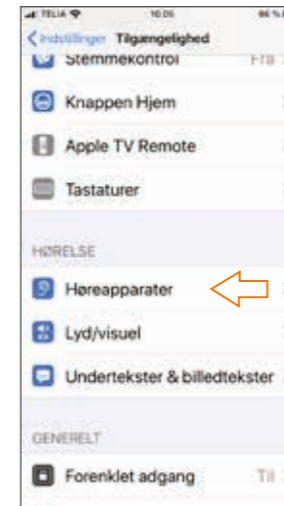 TELIA 10.05 86 %
Indstillinger Tilgængelighed
Stemmekontrol Fra
Knappen Hjem
Apple TV Remote
Tastaturer
HØRELSE
Høreapparater
Lyd/visuel
Undertekster & billedtekster
GENERELT
Forenklet adgang Til